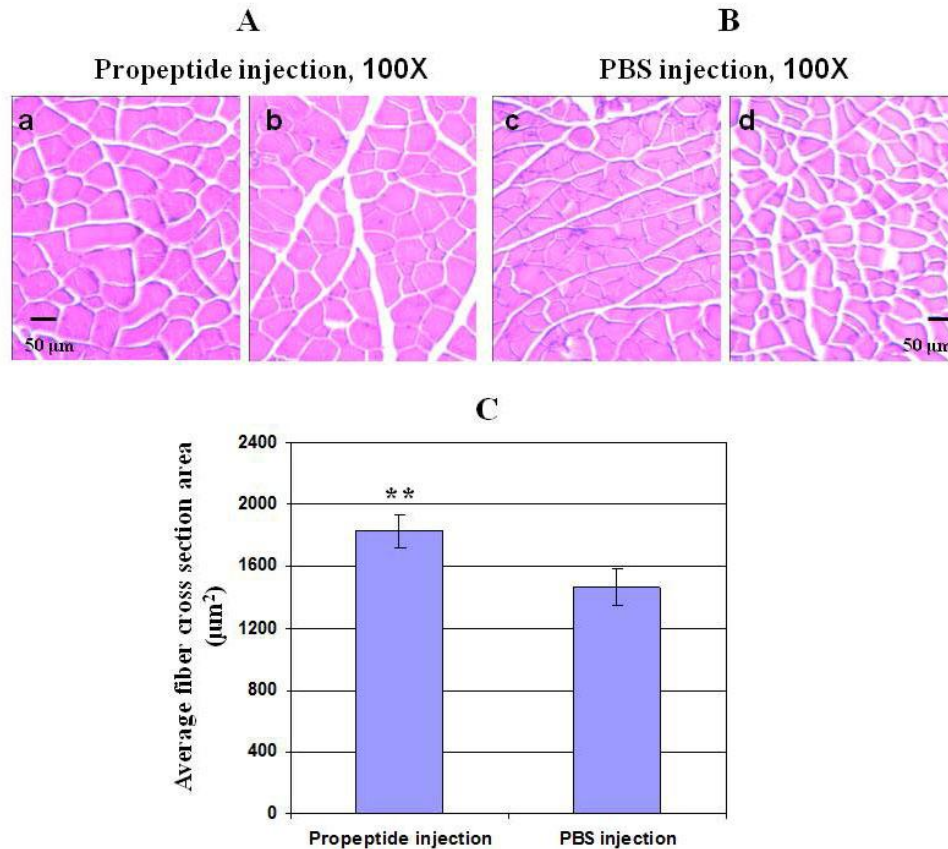 A
B
Propeptide injection, 100X
PBS injection, 100X
a
b
c
d
50 µm
50 µm
C
Average fiber cross section area
(µm²)
2400
2000
1600
1200
800
400
0
**
Propeptide injection
PBS injection